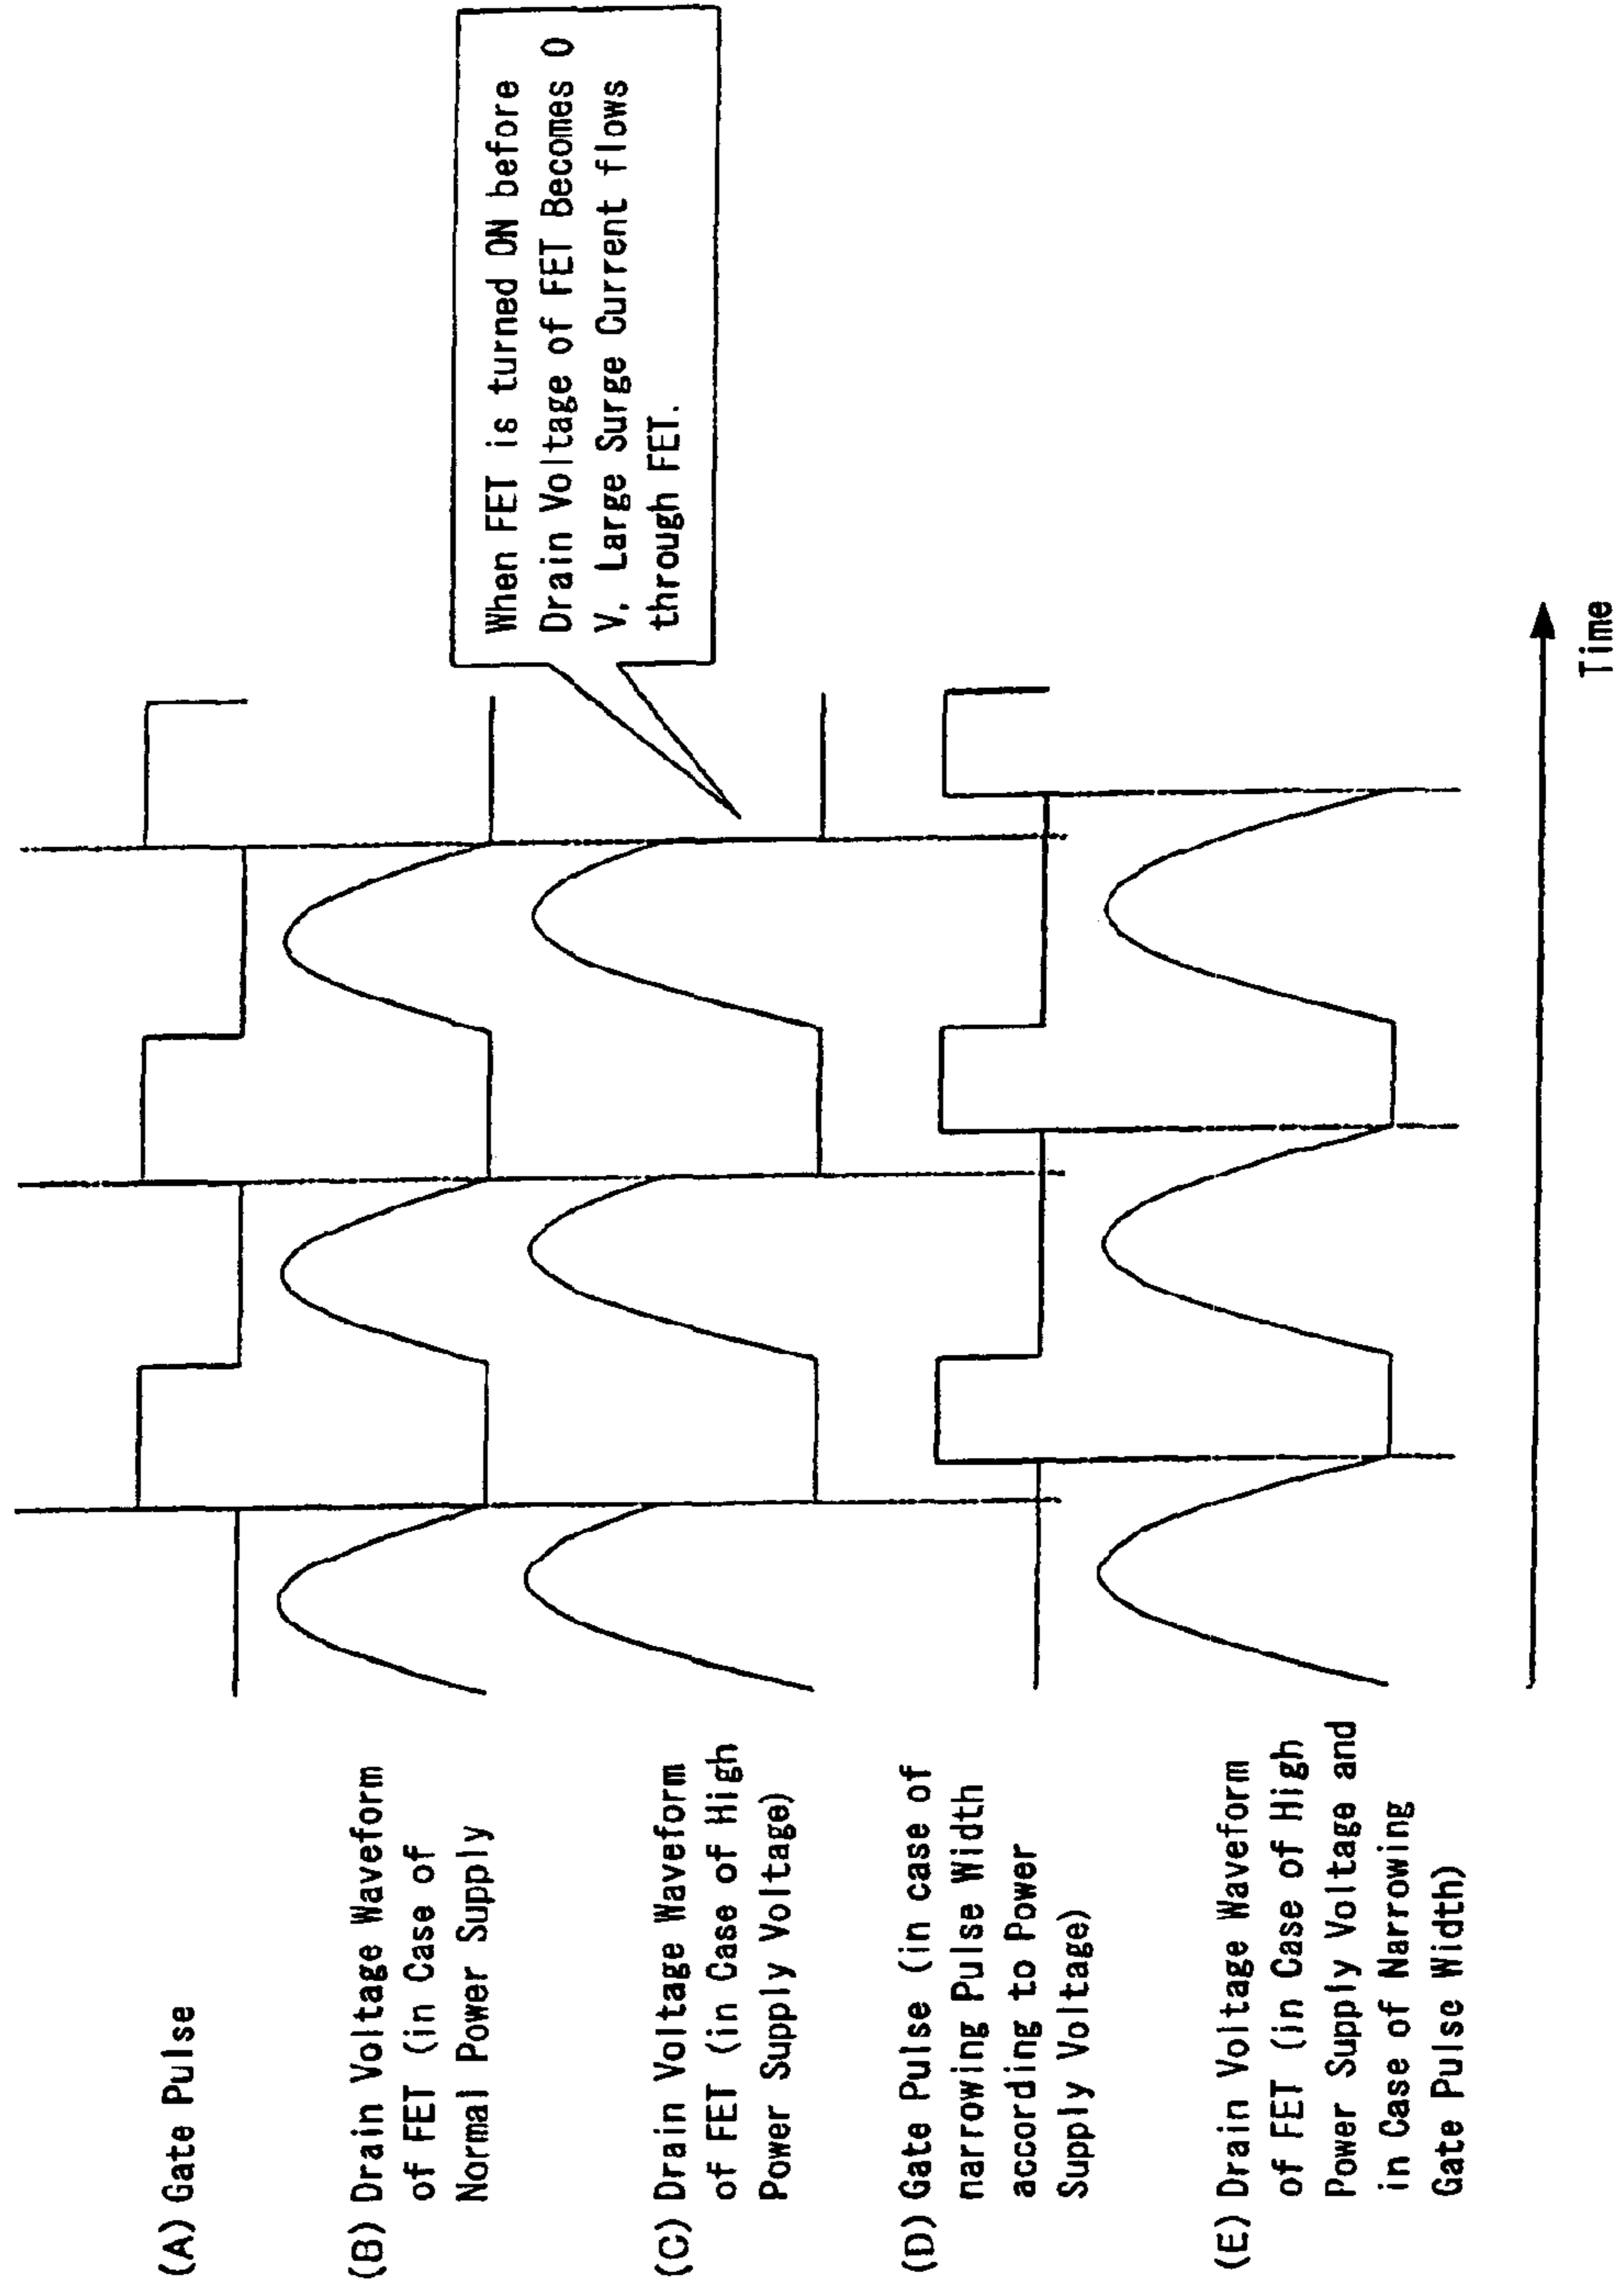 (A) Gate Pulse
(B) Drain Voltage Waveform
of FET (in Case of
Normal Power Supply
(C) Drain Voltage Waveform
of FET (in Case of High
Power Supply Voltage)
When FET is turned ON before
Drain Voltage of FET Becomes 0
V, Large Surge Current flows
through FET.
(D) Gate Pulse (in case of
narrowing Pulse Width
according to Power
Supply Voltage)
(E) Drain Voltage Waveform
of FET (in Case of High
Power Supply Voltage and
in Case of Narrowing
Gate Pulse Width)
Time